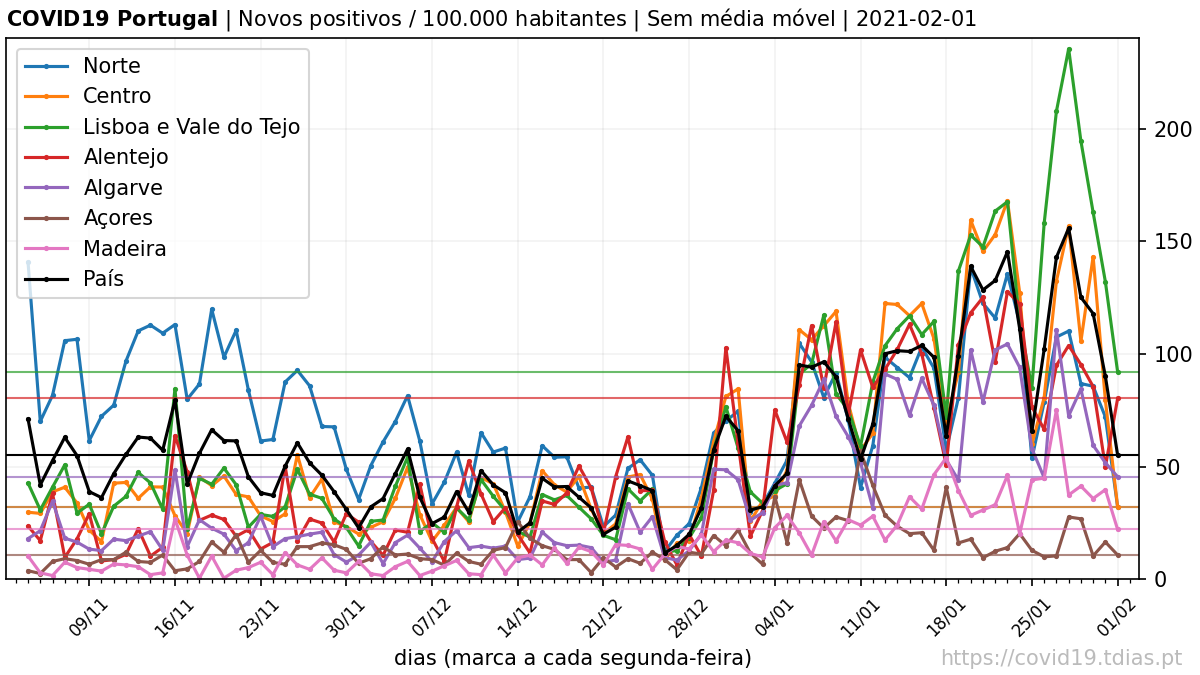 COVID19 Portugal | Novos positivos / 100.000 habitantes | Sem média móvel | 2021-02-01
Norte
Centro
Lisboa e Vale do Tejo
Alentejo
Algarve
Açores
Madeira
País
200
150
100
50
0
09/11
16/11
23/11
30/11
07/12
14/12
21/12
28/12
04/01
11/01
18/01
25/01
01/02
dias (marca a cada segunda-feira)
https://covid19.tdias.pt